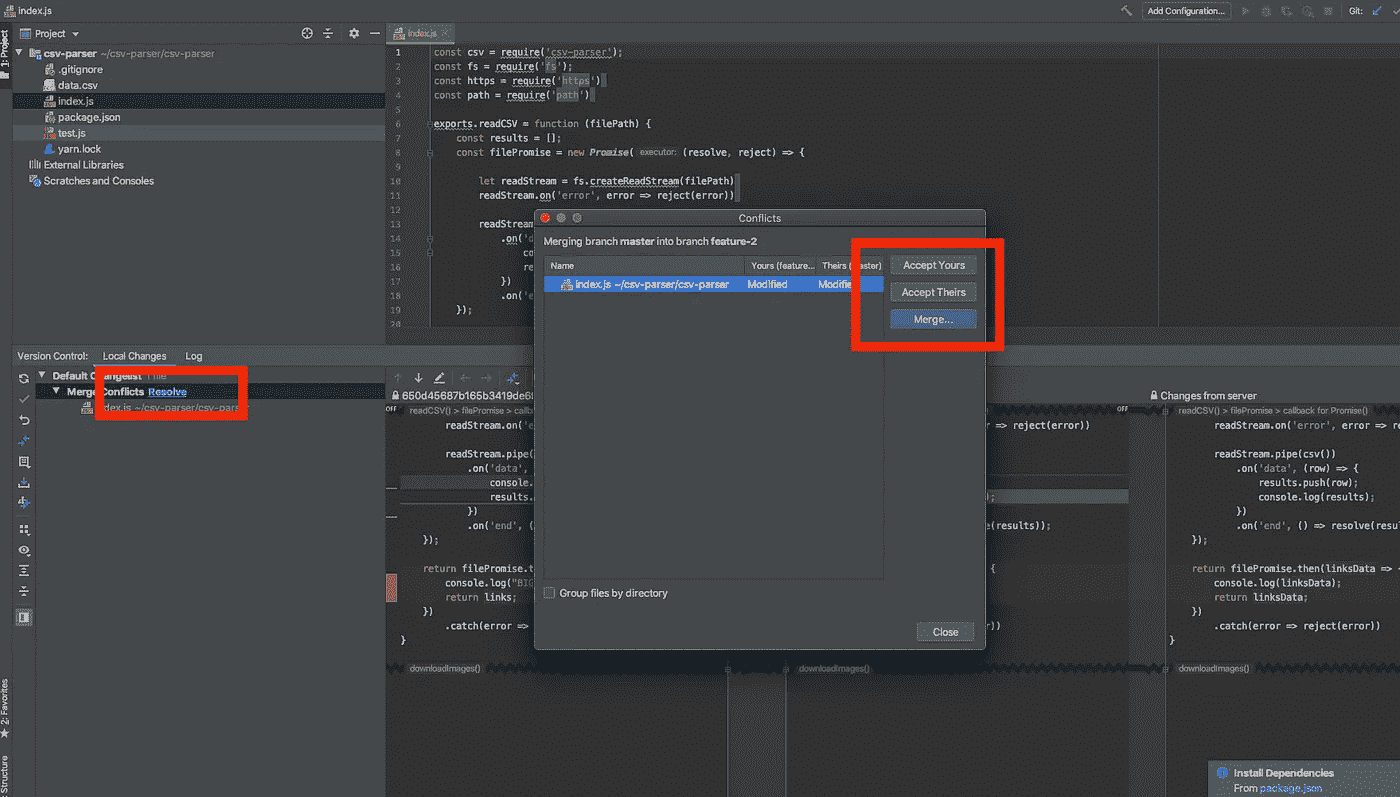 index.js
Add Configuration...
Git:
1: Project
Project
csv-parser ~/csv-parser/csv-parser
.gitignore
data.csv
index.js
package.json
test.js
yarn.lock
External Libraries
Scratches and Consoles
index.js
1 const csv = require('csv-parser');
2 const fs = require('fs');
3 const https = require('https')
4 const path = require('path')
5
6 exports.readCSV = function (filePath) {
7 const results = [];
8 const filePromise = new Promise( executor: (resolve, reject) => {
9
10 let readStream = fs.createReadStream(filePath)
11 readStream.on('error', error => reject(error))
12
13 readStream
14 .on('d
15 co
16 re
17 })
18 .on('e
19 });
20
Conflicts
Merging branch master into branch feature-2
Name Yours (feature... Theirs ( aster)
index.js ~/csv-parser/csv-parser Modified Modifie
Accept Yours
Accept Theirs
Merge...
Group files by directory
Close
Version Control: Local Changes Log
Default Changelist 1 file
Merge Conflicts Resolve
dex.js ~/csv-parser/csv-pars
650d45687b165b3419de6
OFF readCSV() > filePromise > callba
readStream.on('e
readStream.pipe(
.on('data',
console.
results.
})
.on('end', (
});
return filePromise.t
console.log("BI
return links;
})
.catch(error =>
}
downloadImages()
OFF
=> reject(error))
);
e(results));
{
))
downloadImages()
Changes from server
readCSV() > filePromise > callback for Promise()
readStream.on('error', error => re
readStream.pipe(csv())
.on('data', (row) => {
results.push(row);
console.log(results);
})
.on('end', () => resolve(resu
});
return filePromise.then(linksData =>
console.log(linksData);
return linksData;
})
.catch(error => reject(error))
}
downloadImages()
2: Favorites
Structure
Install Dependencies
From package.json